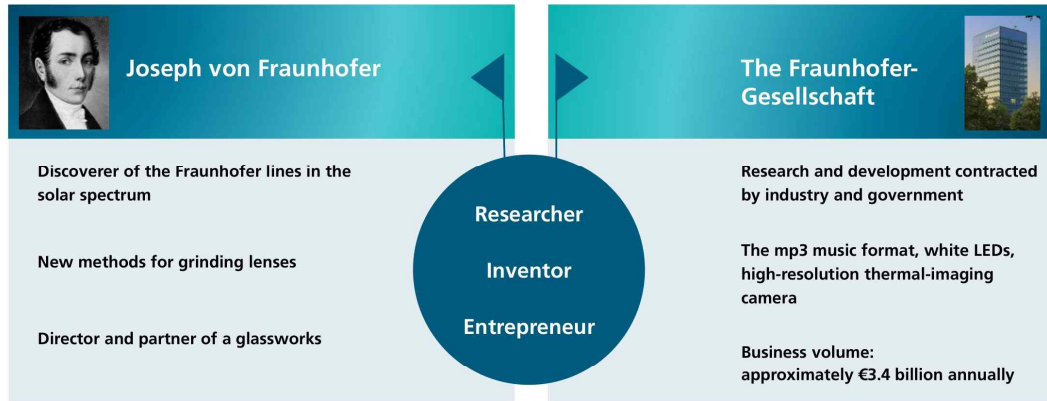 Joseph von Fraunhofer
Discoverer of the Fraunhofer lines in the
solar spectrum
New methods for grinding lenses
Director and partner of a glassworks
Researcher
Inventor
Entrepreneur
The Fraunhofer-
Gesellschaft
Research and development contracted
by industry and government
The mp3 music format, white LEDs,
high-resolution thermal-imaging
camera
Business volume:
approximately €3.4 billion annually